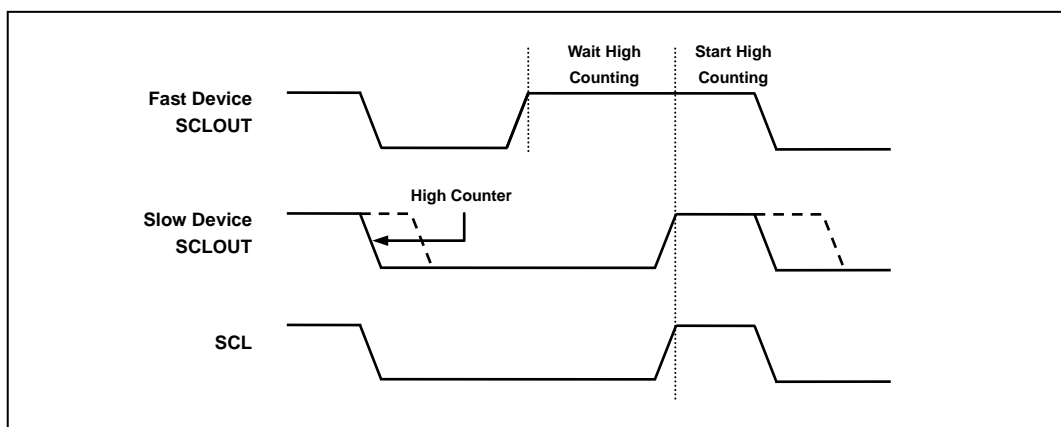 Wait High
Counting
Start High
Counting
Fast Device
SCLOUT
High Counter
Slow Device
SCLOUT
SCL